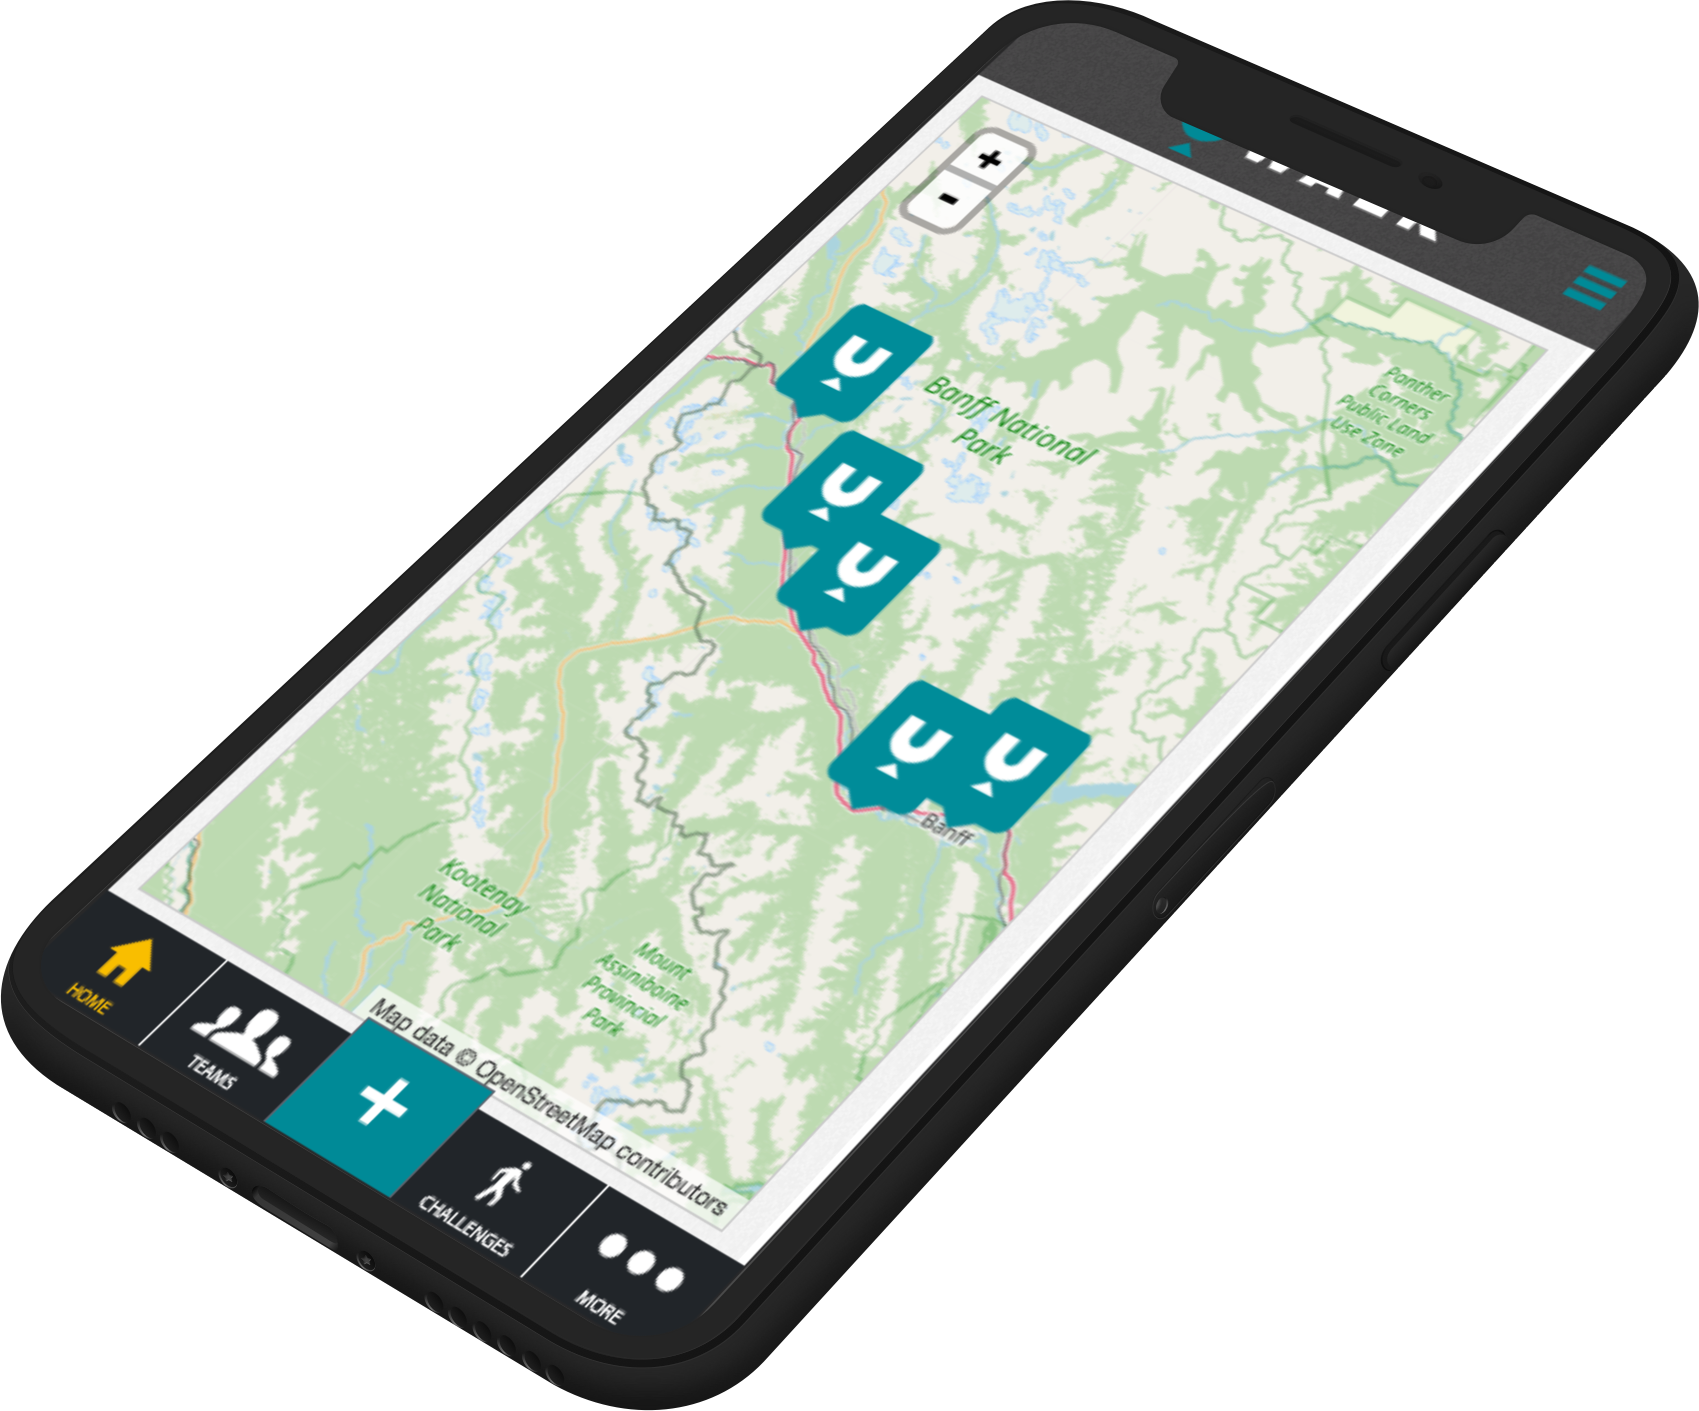 WALK
+
-
Banff National
Park
Panther
Corners
Public Land
Use Zone
Banff
Kootenay
National
Park
Mount
Assiniboine
Provincial
Park
Map data © OpenStreetMap contributors
HOME
TEAMS
+
CHALLENGES
MORE